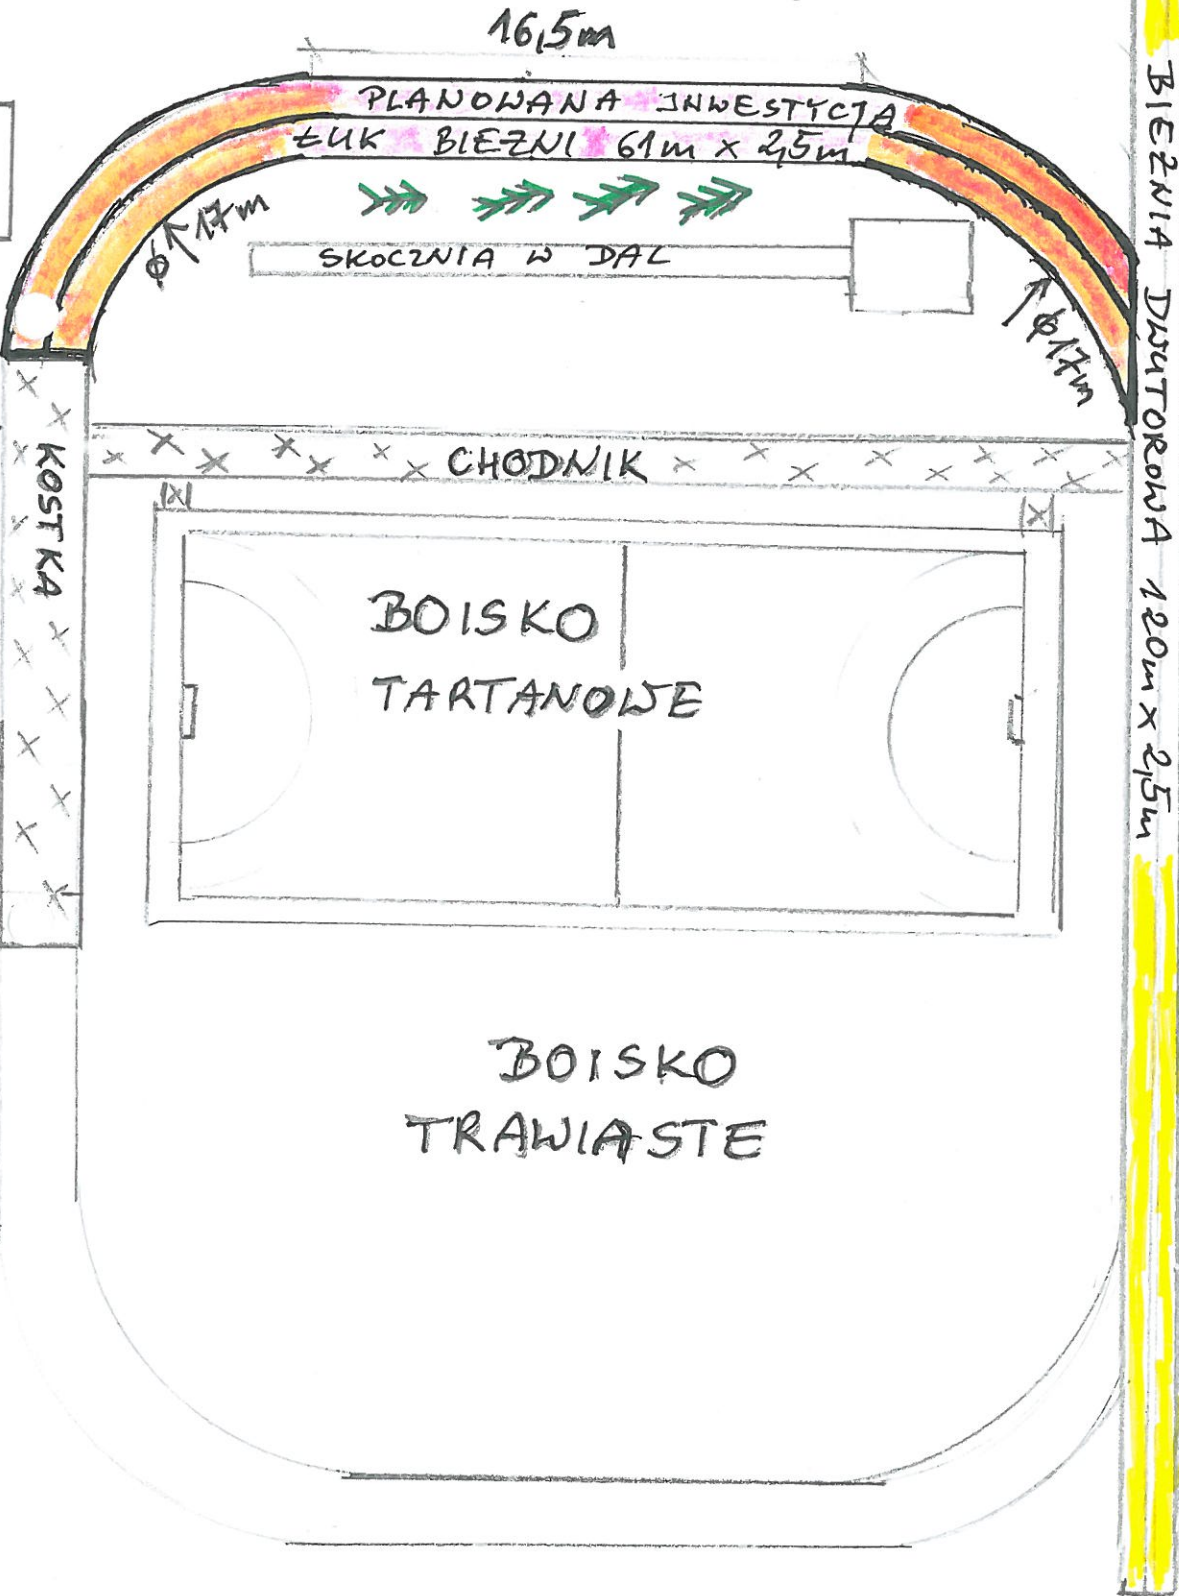 16,5m
PLANOWANA INWESTYCJA
ŁUK BIEŻNI 61m x 2,5m
ϕ 17m
SKOCZNIA W DAL
ϕ 17m
BIEŻNIA DWUTOROWA 120m x 2,5m
CHODNIK
KOSTKA
BOISKO
TARTANOWE
BOISKO
TRAWIASTE